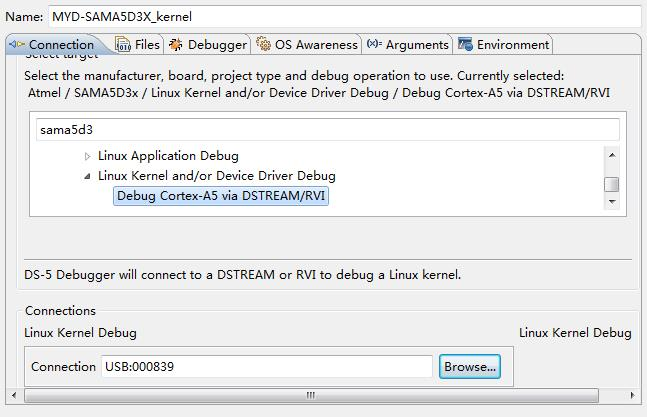 Name: MYD-SAMA5D3X_kernel
Connection Files Debugger OS Awareness (x)= Arguments Environment
Select target
Select the manufacturer, board, project type and debug operation to use. Currently selected:
Atmel / SAMA5D3x / Linux Kernel and/or Device Driver Debug / Debug Cortex-A5 via DSTREAM/RVI
sama5d3
Linux Application Debug
Linux Kernel and/or Device Driver Debug
Debug Cortex-A5 via DSTREAM/RVI
DS-5 Debugger will connect to a DSTREAM or RVI to debug a Linux kernel.
Connections
Linux Kernel Debug Linux Kernel Debug
Connection USB:000839 Browse...